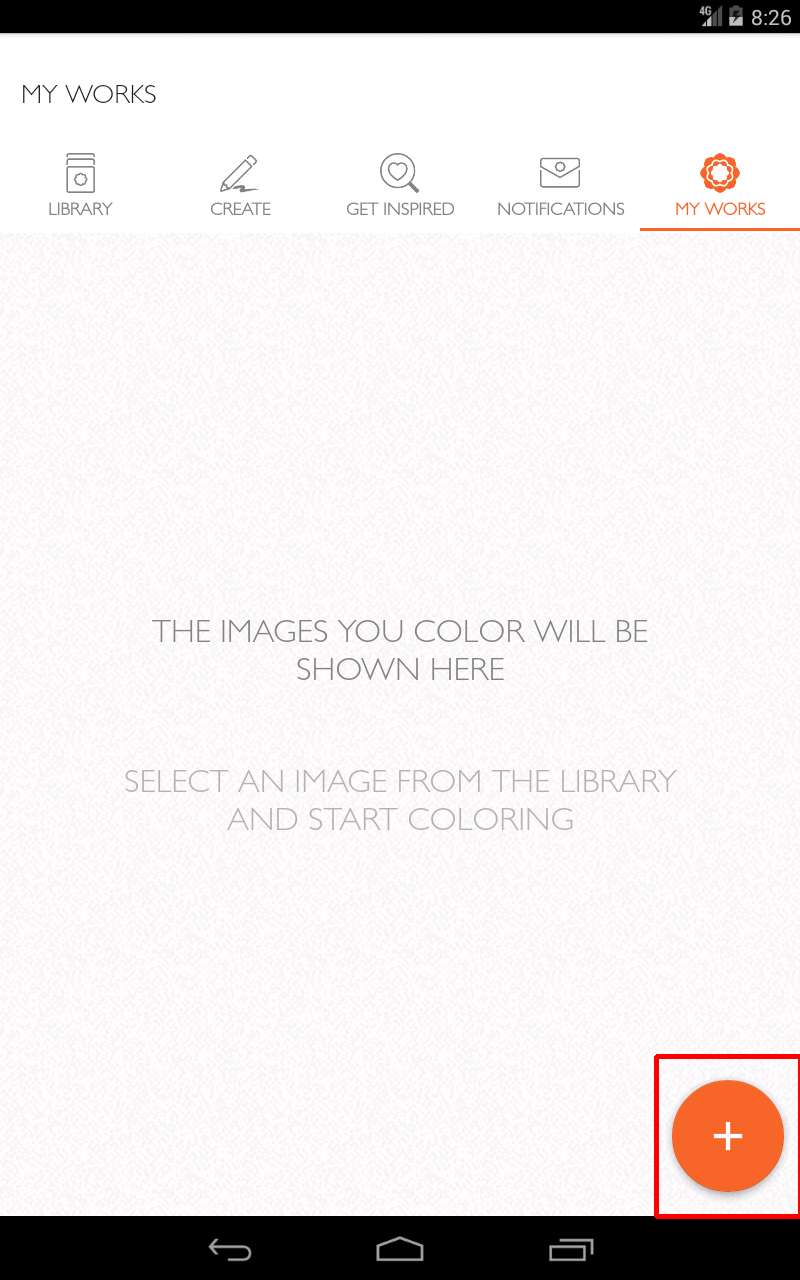 4G 8:26
MY WORKS
LIBRARY
CREATE
GET INSPIRED
NOTIFICATIONS
MY WORKS
THE IMAGES YOU COLOR WILL BE
SHOWN HERE
SELECT AN IMAGE FROM THE LIBRARY
AND START COLORING